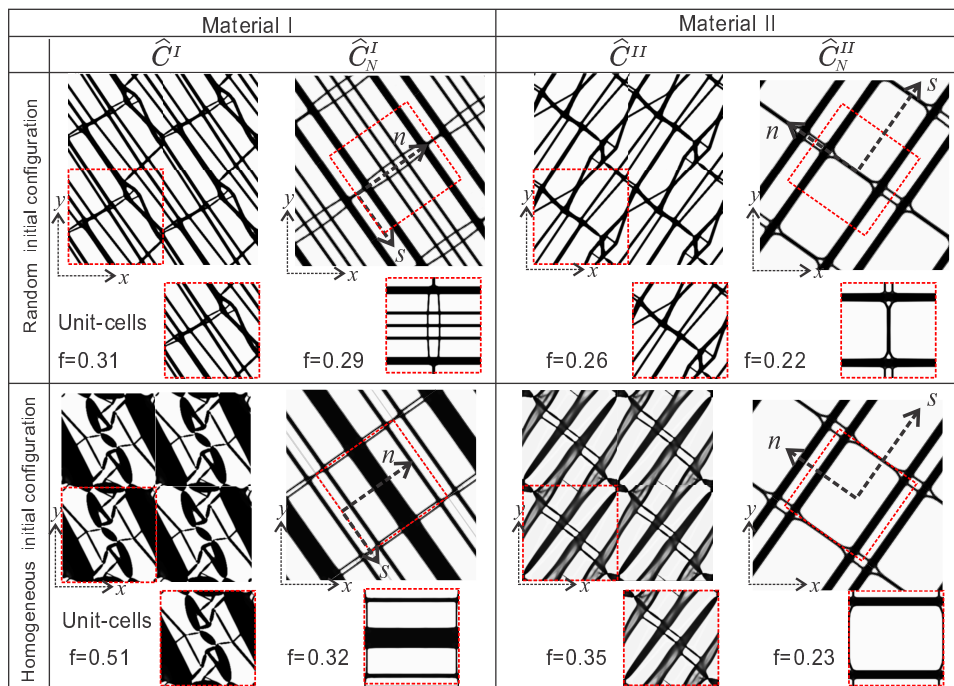 Material I
Material II
Ĉ^I
Ĉ_N^I
Ĉ^II
Ĉ_N^II
Random initial configuration
y
x
n
s
y
x
y
x
n
s
y
x
Unit-cells
f=0.31
f=0.29
f=0.26
f=0.22
Homogeneous initial configuration
y
x
n
s
y
x
y
x
n
s
y
x
Unit-cells
f=0.51
f=0.32
f=0.35
f=0.23